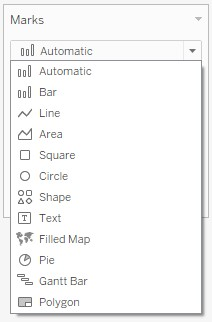 Marks
Automatic
Automatic
Bar
Line
Area
Square
Circle
Shape
T Text
Filled Map
Pie
Gantt Bar
Polygon